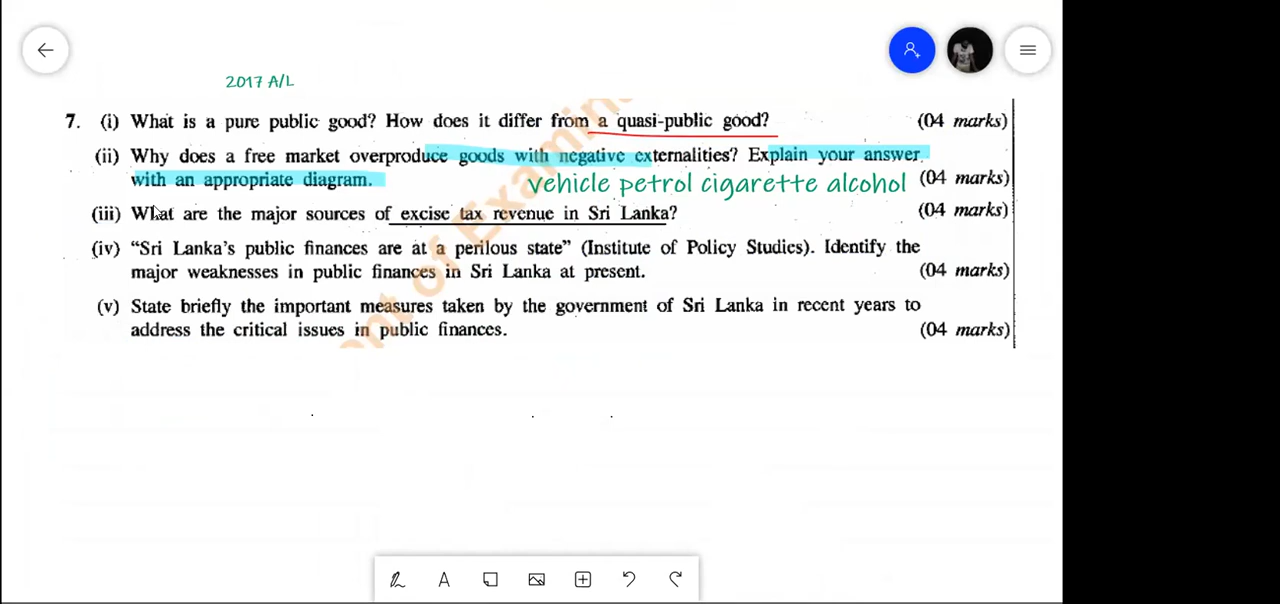 2017 A/L
7. (i) What is a pure public good? How does it differ from a quasi-public good? (04 marks)
(ii) Why does a free market overproduce goods with negative externalities? Explain your answer
with an appropriate diagram. vehicle petrol cigarette alcohol (04 marks)
(iii) What are the major sources of excise tax revenue in Sri Lanka? (04 marks)
(iv) “Sri Lanka’s public finances are at a perilous state” (Institute of Policy Studies). Identify the
major weaknesses in public finances in Sri Lanka at present. (04 marks)
(v) State briefly the important measures taken by the government of Sri Lanka in recent years to
address the critical issues in public finances. (04 marks)